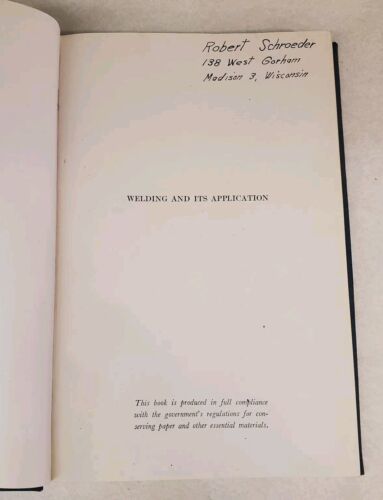 Robert Schroeder
138 West Gorham
Madison 3, Wisconsin
WELDING AND ITS APPLICATION
This book is produced in full compliance
with the government's regulations for con-
serving paper and other essential materials.